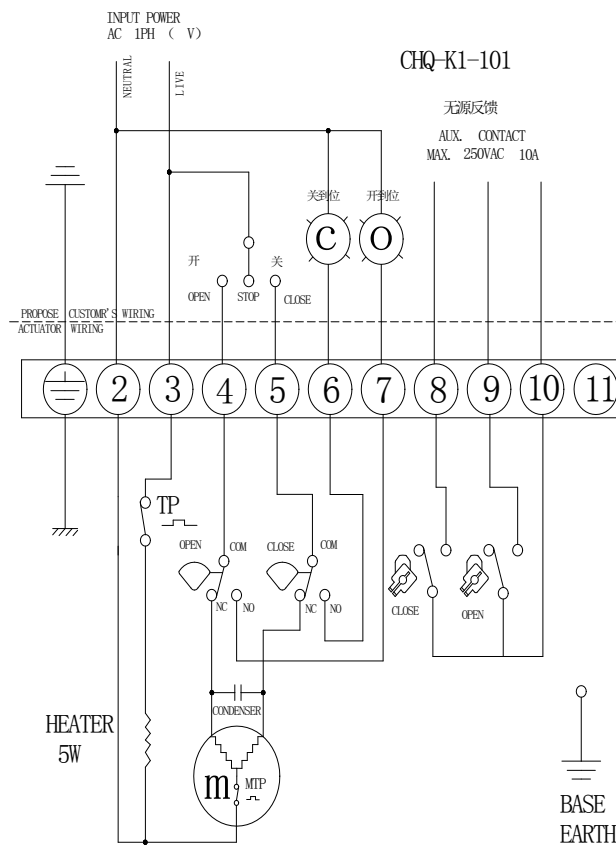 INPUT POWER
AC 1PH ( V)
NEUTRAL
LIVE
CHQ-K1-101
无源反馈
AUX. CONTACT
MAX. 250VAC 10A
关到位
开到位
C
O
开
关
OPEN
STOP
CLOSE
PROPOSE CUSTOMR'S WIRING
ACTUATOR WIRING
2 3 4 5 6 7 8 9 10 11
TP
OPEN
COM
CLOSE
COM
NC
NO
NC
NO
CLOSE
OPEN
CONDENSER
HEATER
5W
m
MTP
BASE
EARTH